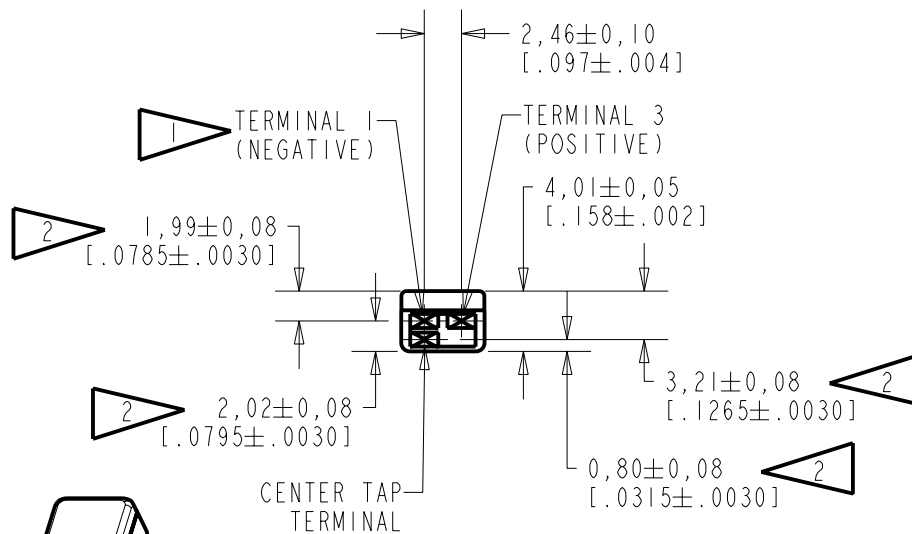 2,46±0,10
[.097±.004]
1
TERMINAL 1
(NEGATIVE)
TERMINAL 3
(POSITIVE)
4,01±0,05
[.158±.002]
2
1,99±0,08
[.0785±.0030]
3,21±0,08
[.1265±.0030]
2
2
2,02±0,08
[.0795±.0030]
0,80±0,08
[.0315±.0030]
2
CENTER TAP
TERMINAL